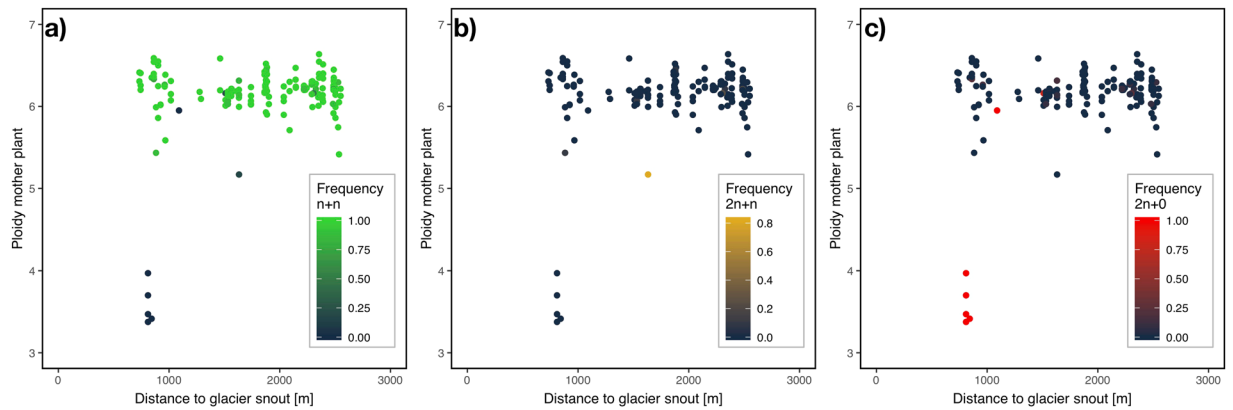 a)
7
6
5
4
3
Ploidy mother plant
0
1000
2000
3000
Distance to glacier snout [m]
Frequency
n+n
1.00
0.75
0.50
0.25
0.00
b)
7
6
5
4
3
Ploidy mother plant
0
1000
2000
3000
Distance to glacier snout [m]
Frequency
2n+n
0.8
0.6
0.4
0.2
0.0
c)
7
6
5
4
3
Ploidy mother plant
0
1000
2000
3000
Distance to glacier snout [m]
Frequency
2n+0
1.00
0.75
0.50
0.25
0.00